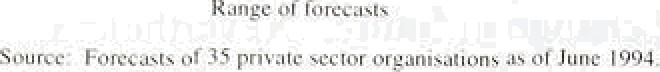 Range of forecasts
Source: Forecasts of 35 private sector organisations as of June 1994.